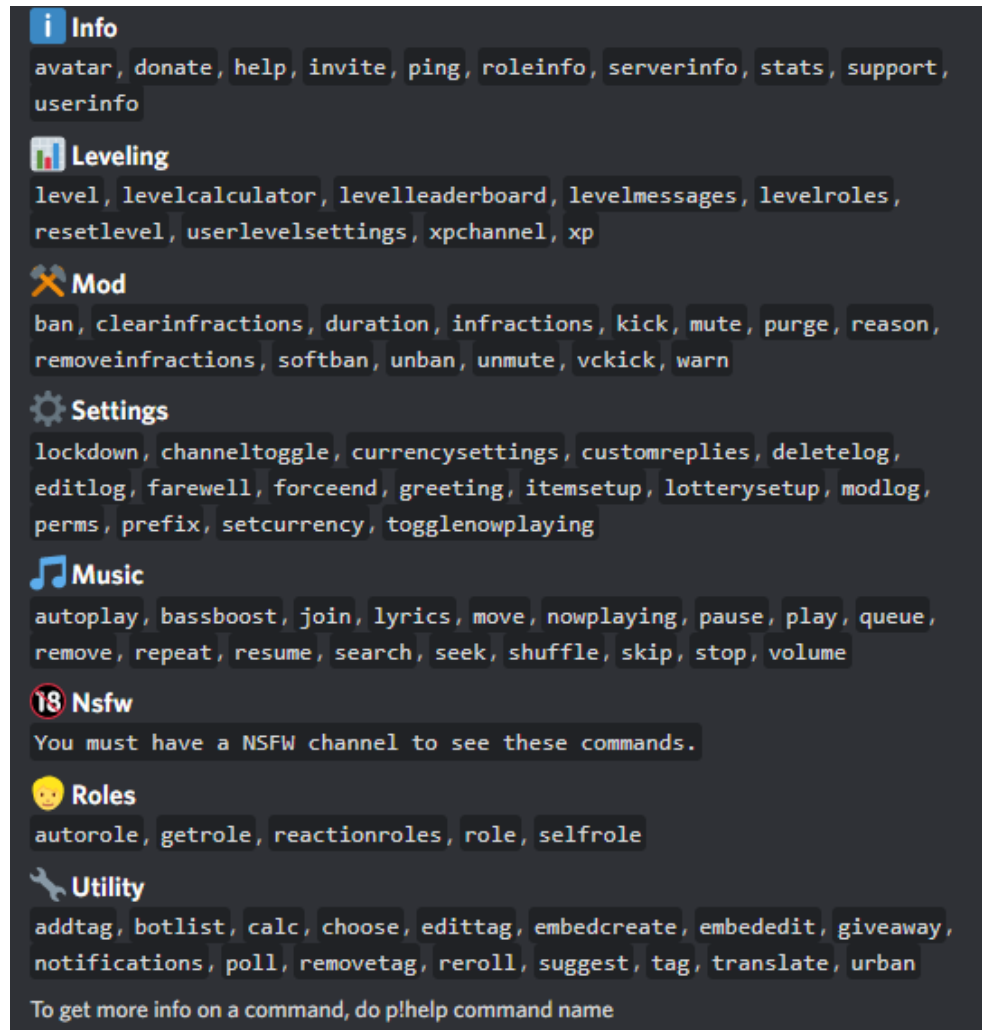 Info
avatar, donate, help, invite, ping, roleinfo, serverinfo, stats, support,
userinfo
Leveling
level, levelcalculator, levelleaderboard, levelmessages, levelroles,
resetlevel, userlevelsettings, xpchannel, xp
Mod
ban, clearinfractions, duration, infractions, kick, mute, purge, reason,
removeinfractions, softban, unban, unmute, vckick, warn
Settings
lockdown, channeltoggle, currencysettings, customreplies, deletelog,
editlog, farewell, forceend, greeting, itemsetup, lotterysetup, modlog,
perms, prefix, setcurrency, togglenowplaying
Music
autoplay, bassboost, join, lyrics, move, nowplaying, pause, play, queue,
remove, repeat, resume, search, seek, shuffle, skip, stop, volume
18 Nsfw
You must have a NSFW channel to see these commands.
Roles
autorole, getrole, reactionroles, role, selfrole
Utility
addtag, botlist, calc, choose, edittag, embedcreate, embededit, giveaway,
notifications, poll, removetag, reroll, suggest, tag, translate, urban
To get more info on a command, do p!help command name